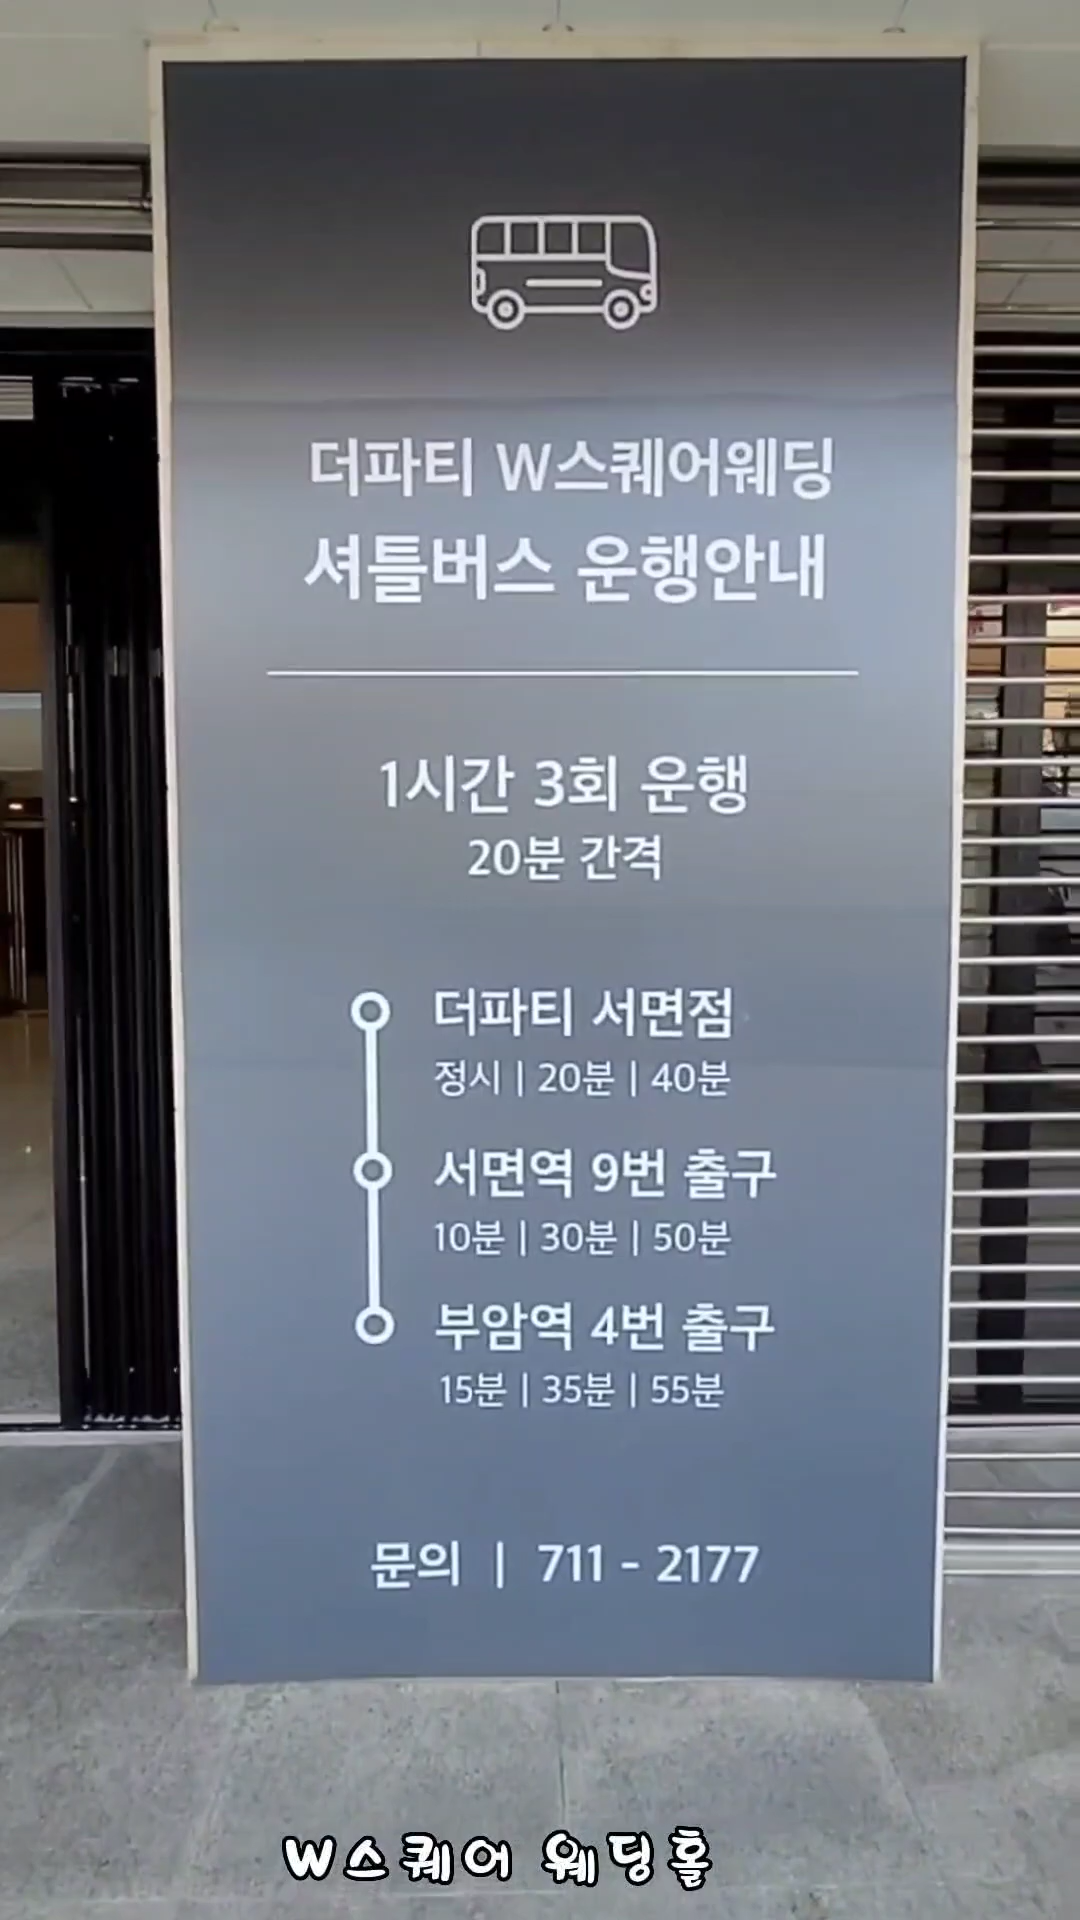 더파티 W스퀘어웨딩
셔틀버스 운행안내
1시간 3회 운행
20분 간격
더파티 서면점
정시 | 20분 | 40분
서면역 9번 출구
10분 | 30분 | 50분
부암역 4번 출구
15분 | 35분 | 55분
문의 | 711 - 2177
W스퀘어 웨딩홀